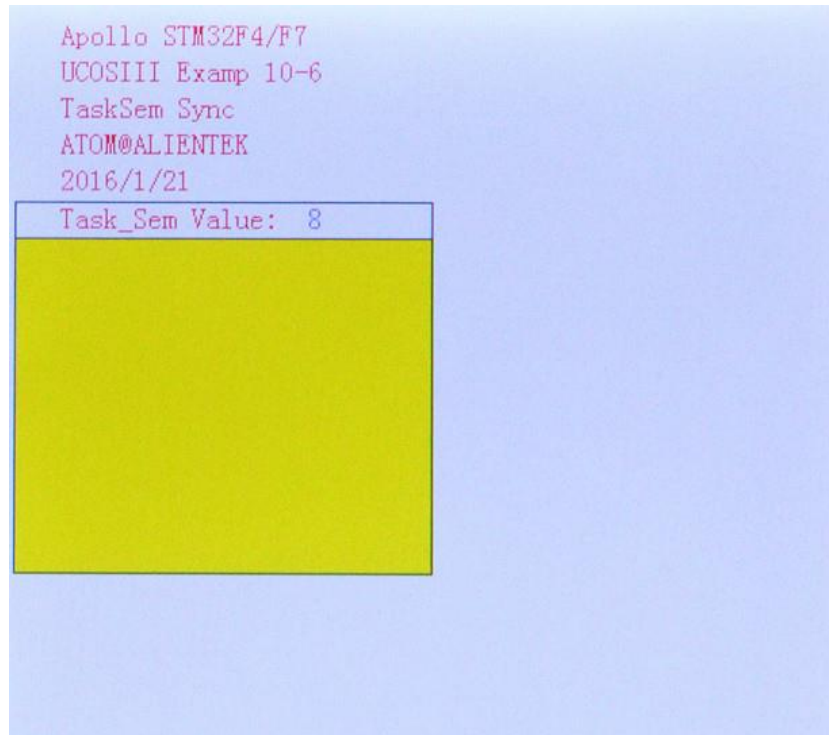 Apollo STM32F4/F7
UCOSIII Examp 10-6
TaskSem Sync
ATOM@ALIENTEK
2016/1/21
Task_Sem Value: 8